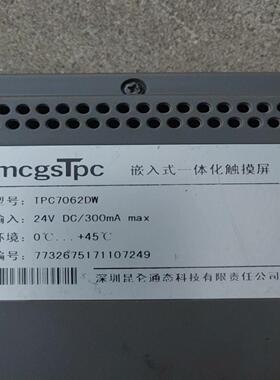 mcgsTpc 嵌入式一体化触摸屏
型号: TPC7062DW
输入: 24V DC/300mA max
环境: 0℃...+45℃
编号: 7732675171107249
深圳昆仑通态科技有限责任公司